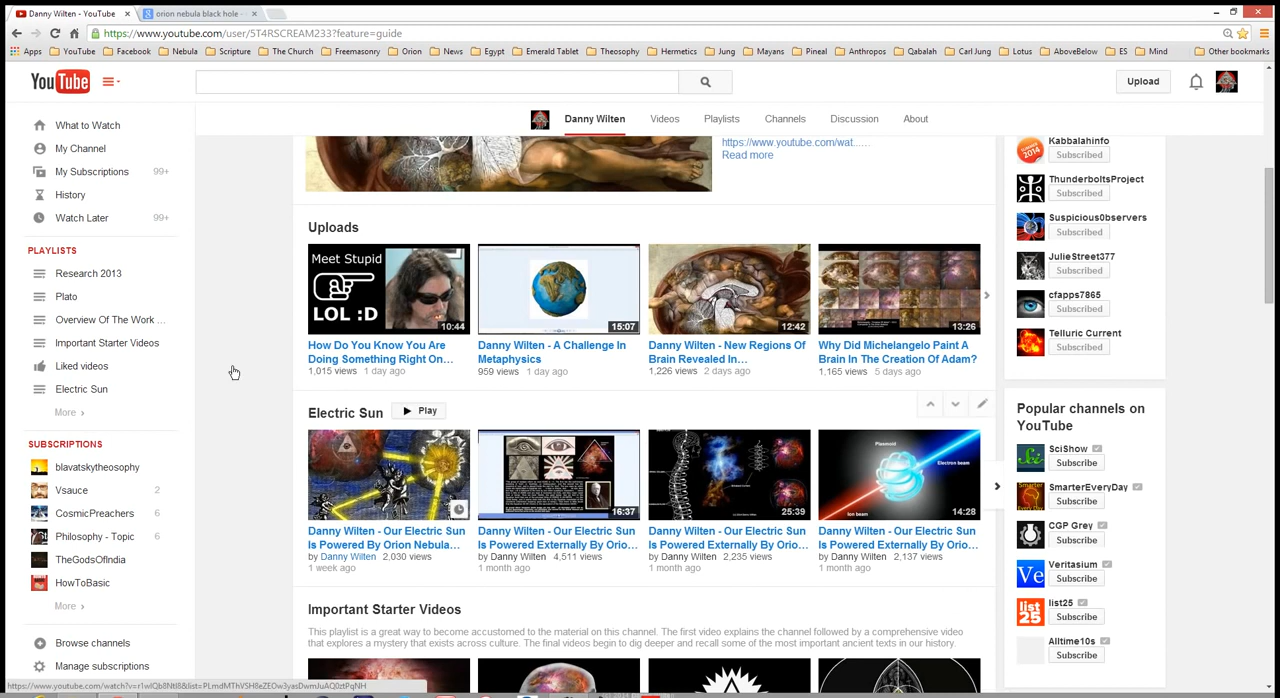 Danny Wilten - YouTube
orion nebula black hole -
https://www.youtube.com/user/5T4RSCREAM233?feature=guide
Apps YouTube Facebook Nebula Scripture The Church Freemasonry Orion News Egypt Emerald Tablet Theosophy Hermetics Jung Mayans Pineal Anthropos Qabalah Carl Jung Lotus AboveBelow ES Mind Other bookmarks
YouTube
Upload
Danny Wilten Videos Playlists Channels Discussion About
What to Watch
My Channel
My Subscriptions 99+
History
Watch Later 99+
PLAYLISTS
Research 2013
Plato
Overview Of The Work ...
Important Starter Videos
Liked videos
Electric Sun
More ›
SUBSCRIPTIONS
blavatskytheosophy
Vsauce 2
CosmicPreachers 6
Philosophy - Topic 6
TheGodsOfIndia
HowToBasic
More ›
Browse channels
Manage subscriptions
https://www.youtube.com/wat......
Read more
Uploads
Meet Stupid
LOL :D
10:44
How Do You Know You Are
Doing Something Right On...
1,015 views 1 day ago
15:07
Danny Wilten - A Challenge In
Metaphysics
959 views 1 day ago
12:42
Danny Wilten - New Regions Of
Brain Revealed In...
1,226 views 2 days ago
13:26
Why Did Michelangelo Paint A
Brain In The Creation Of Adam?
1,165 views 5 days ago
Electric Sun
Play
Danny Wilten - Our Electric Sun
Is Powered By Orion Nebula...
by Danny Wilten 2,030 views
1 week ago
16:37
Danny Wilten - Our Electric Sun
Is Powered Externally By Orio...
by Danny Wilten 4,511 views
1 month ago
25:39
Danny Wilten - Our Electric Sun
Is Powered Externally By Orio...
by Danny Wilten 2,235 views
1 month ago
Plasmoid
Electron beam
Ion beam
14:28
Danny Wilten - Our Electric Sun
Is Powered Externally By Orio...
by Danny Wilten 2,137 views
1 month ago
Important Starter Videos
This playlist is a great way to become accustomed to the material on this channel. The first video explains the channel followed by a comprehensive video
that explores a mystery that exists across culture. The final videos begin to dig deeper and recall some of the most important ancient texts in our history.
SUMMER
2014
Kabbalahinfo
Subscribed
ThunderboltsProject
Subscribed
Suspicious0bservers
Subscribed
JulieStreet377
Subscribed
cfapps7865
Subscribed
Telluric Current
Subscribed
Popular channels on
YouTube
SciShow
Subscribe
SmarterEveryDay
Subscribe
CGP Grey
Subscribe
Ve
Veritasium
Subscribe
list 25
list25
Subscribe
Alltime10s
Subscribe